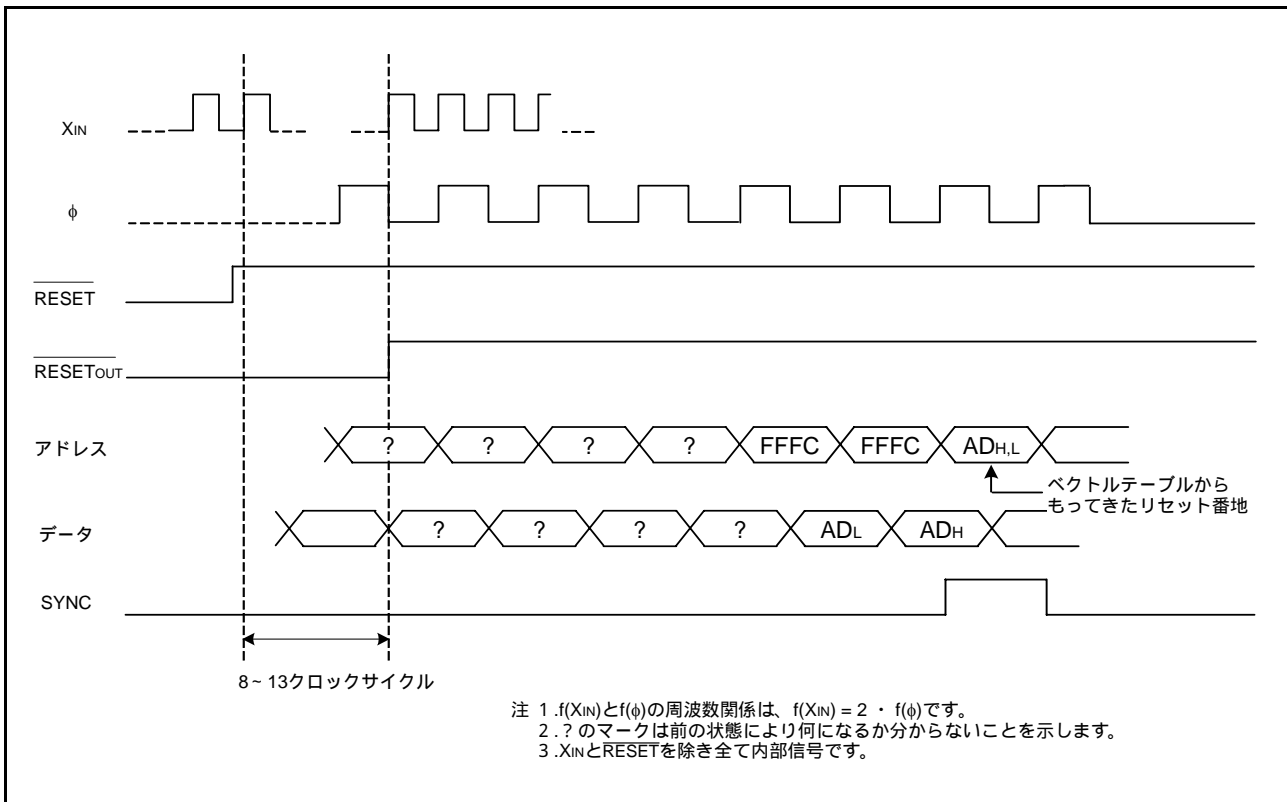 XIN
φ
RESET
RESETOUT
アドレス ? ? ? ? FFFC FFFC ADH,L
ベクトルテーブルから
もってきたリセット番地
データ ? ? ? ? ADL ADH
SYNC
8~13クロックサイクル
注 1.f(XIN)とf(φ)の周波数関係は、f(XIN)=2・f(φ)です。
2.?のマークは前の状態により何になるか分からないことを示します。
3.XINとRESETを除き全て内部信号です。